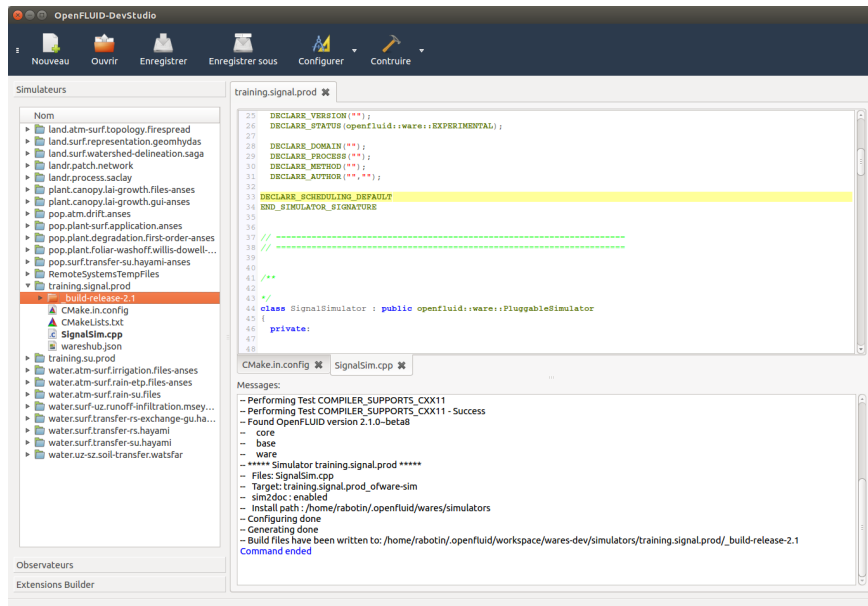 OpenFLUID-DevStudio
Nouveau Ouvrir Enregistrer Enregistrer sous Configurer Contruire
Simulateurs
Nom
land.atm-surf.topology.firespread
land.surf.representation.geomhydas
land.surf.watershed-delineation.saga
landr.patch.network
landr.process.saclay
plant.canopy.lai-growth.files-anses
plant.canopy.lai-growth.gui-anses
pop.atm.drift.anses
pop.plant-surf.application.anses
pop.plant.degradation.first-order-anses
pop.plant.foliar-washoff.willis-dowell-...
pop.surf.transfer-su.hayami-anses
RemoteSystemsTempFiles
training.signal.prod
_build-release-2.1
CMake.in.config
CMakeLists.txt
SignalSim.cpp
wareshub.json
training.su.prod
water.atm-surf.irrigation.files-anses
water.atm-surf.rain-etp.files-anses
water.atm-surf.rain-su.files
water.surf-uz.runoff-infiltration.msey...
water.surf.transfer-rs-exchange-gu.ha...
water.surf.transfer-rs.hayami
water.surf.transfer-su.hayami
water.uz-sz.soil-transfer.watsfar
Observateurs
Extensions Builder
training.signal.prod
25 DECLARE_VERSION("");
26 DECLARE_STATUS(openfluid::ware::EXPERIMENTAL);
27
28 DECLARE_DOMAIN("");
29 DECLARE_PROCESS("");
30 DECLARE_METHOD("");
31 DECLARE_AUTHOR("","");
32
33 DECLARE_SCHEDULING_DEFAULT
34 END_SIMULATOR_SIGNATURE
35
36
37 // =====================================================================
38 // =====================================================================
39
40
41 /**
42
43 */
44 class SignalSimulator : public openfluid::ware::PluggableSimulator
45 {
46 private:
47
48
CMake.in.config SignalSim.cpp
Messages:
-- Performing Test COMPILER_SUPPORTS_CXX11
-- Performing Test COMPILER_SUPPORTS_CXX11 - Success
-- Found OpenFLUID version 2.1.0~beta8
-- core
-- base
-- ware
-- ***** Simulator training.signal.prod *****
-- Files: SignalSim.cpp
-- Target: training.signal.prod_ofware-sim
-- sim2doc : enabled
-- Install path : /home/rabotin/.openfluid/wares/simulators
-- Configuring done
-- Generating done
-- Build files have been written to: /home/rabotin/.openfluid/workspace/wares-dev/simulators/training.signal.prod/_build-release-2.1
Command ended